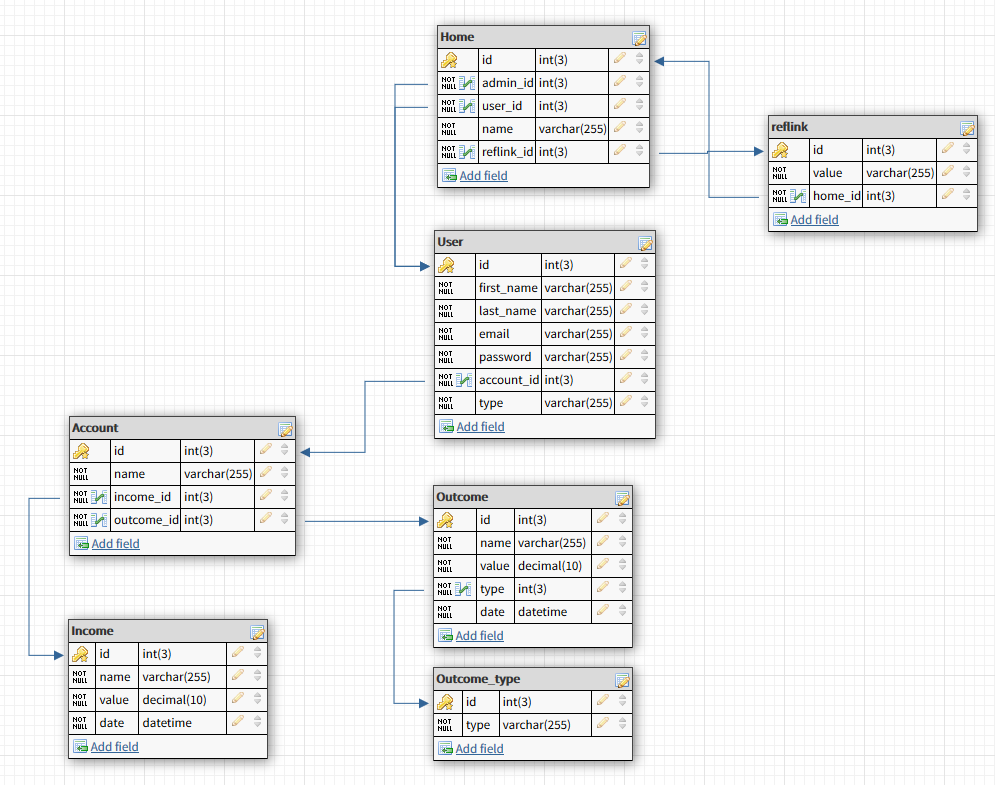 Home
id int(3)
NOT NULL admin_id int(3)
NOT NULL user_id int(3)
NOT NULL name varchar(255)
NOT NULL reflink_id int(3)
Add field
reflink
id int(3)
NOT NULL value varchar(255)
NOT NULL home_id int(3)
Add field
User
id int(3)
NOT NULL first_name varchar(255)
NOT NULL last_name varchar(255)
NOT NULL email varchar(255)
NOT NULL password varchar(255)
NOT NULL account_id int(3)
NOT NULL type varchar(255)
Add field
Account
id int(3)
NOT NULL name varchar(255)
NOT NULL income_id int(3)
NOT NULL outcome_id int(3)
Add field
Outcome
id int(3)
NOT NULL name varchar(255)
NOT NULL value decimal(10)
NOT NULL type int(3)
NOT NULL date datetime
Add field
Income
id int(3)
NOT NULL name varchar(255)
NOT NULL value decimal(10)
NOT NULL date datetime
Add field
Outcome_type
id int(3)
NOT NULL type varchar(255)
Add field